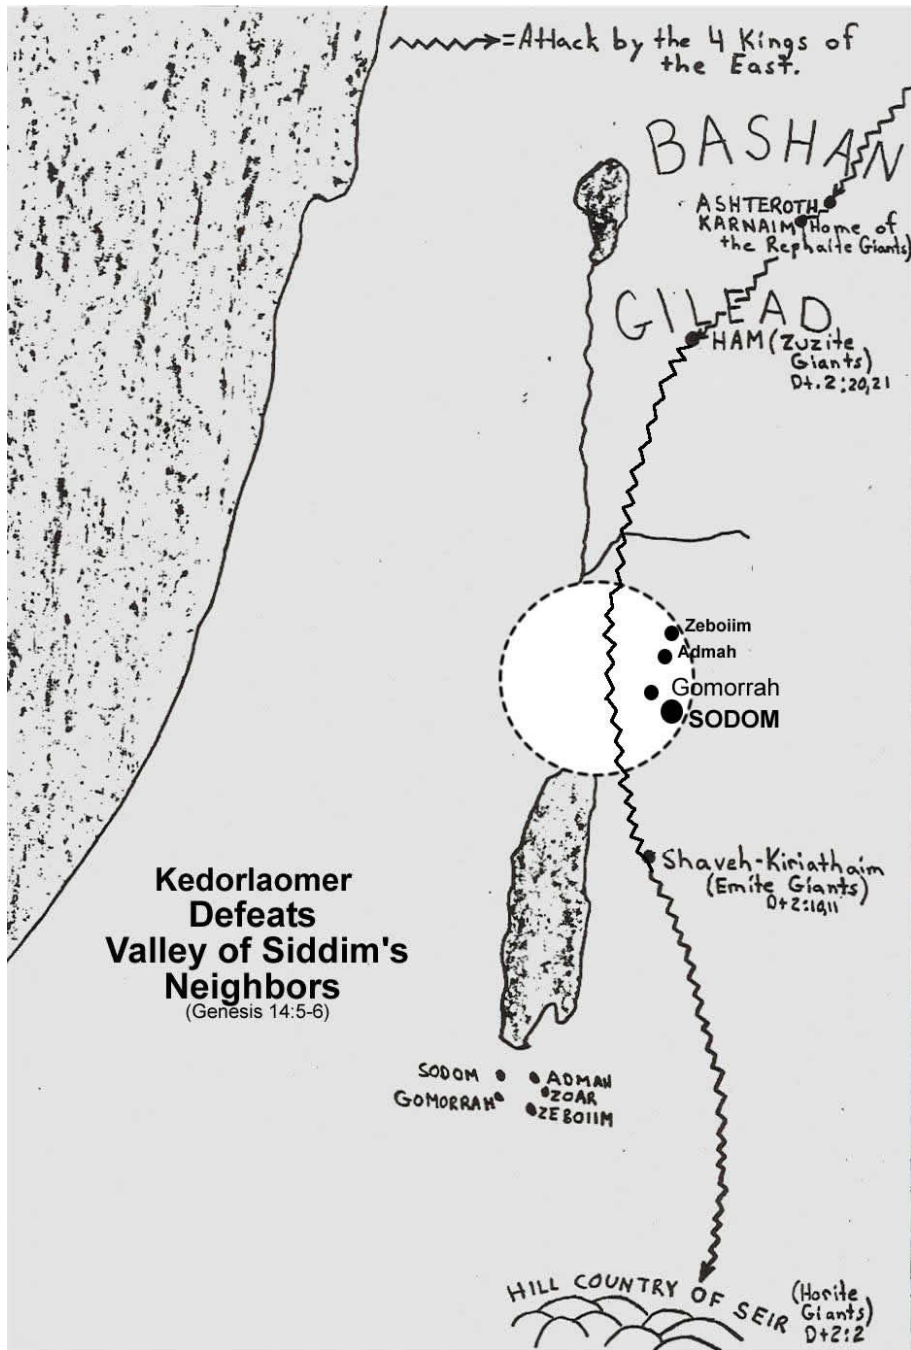 =Attack by the 4 Kings of
the East.
BASHAN
ASHTEROTH
KARNAIM (Home of
the Rephaite Giants)
GILEAD
HAM (Zuzite
Giants)
Dt. 2:20,21
Zeboiim
Admah
Gomorrah
SODOM
Shaveh-Kiriathaim
(Emite Giants)
Dt 2:10,11
Kedorlaomer
Defeats
Valley of Siddim's
Neighbors
(Genesis 14:5-6)
SODOM
ADMAH
GOMORRAH
ZOAR
ZEBOIIM
HILL COUNTRY OF SEIR
(Horite
Giants)
Dt 2:2